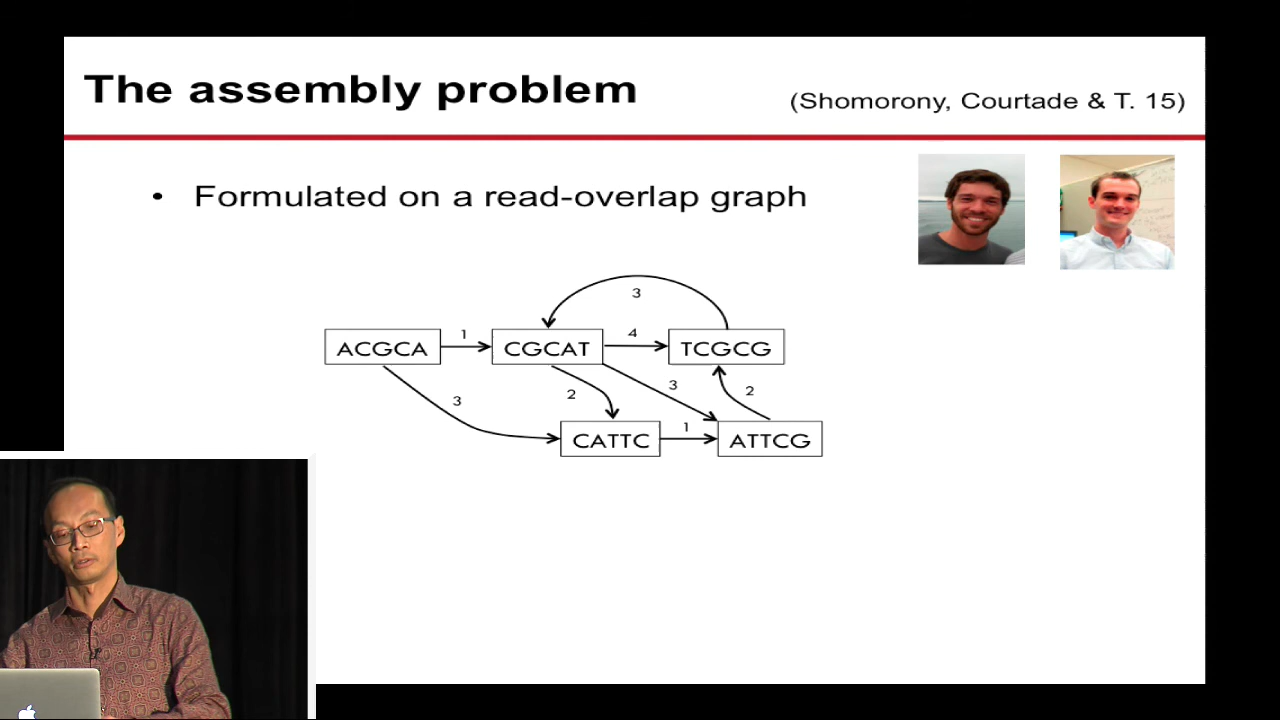 The assembly problem
(Shomorony, Courtade & T. 15)
• Formulated on a read-overlap graph
3
ACGCA
1
CGCAT
4
TCGCG
3
2
3
2
CATTC
1
ATTCG